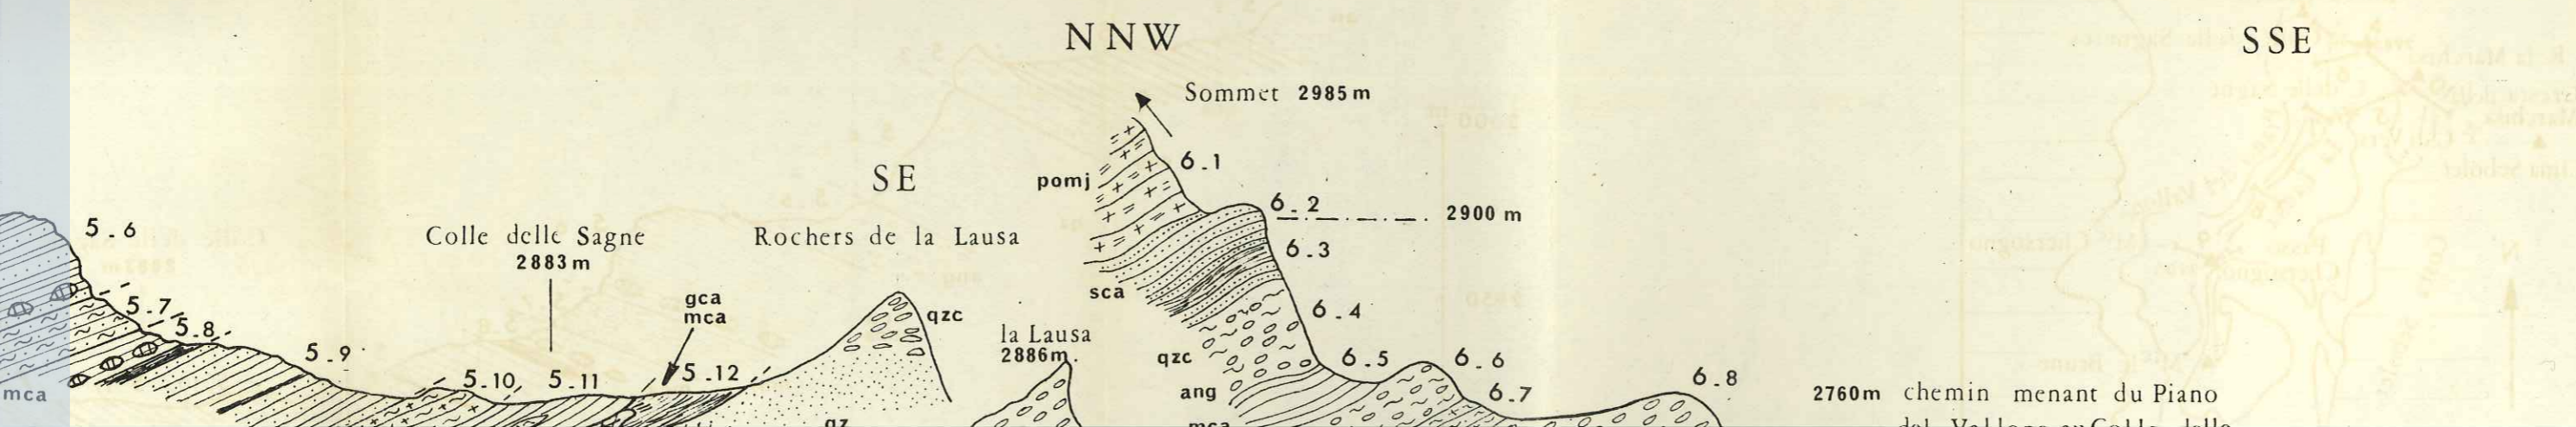 NNW
SSE
Sommet 2985 m
6.1
pomj
SE
6.2
2900 m
5.6
Colle delle Sagne
2883 m
Rochers de la Lausa
6.3
sca
gca
mca
5.7
5.8
qzc
6.4
la Lausa
2886 m.
5.9
qzc
6.5
6.6
5.10
5.11
5.12
6.8
mca
ang
6.7
2760m chemin menant du Piano
qz
mca